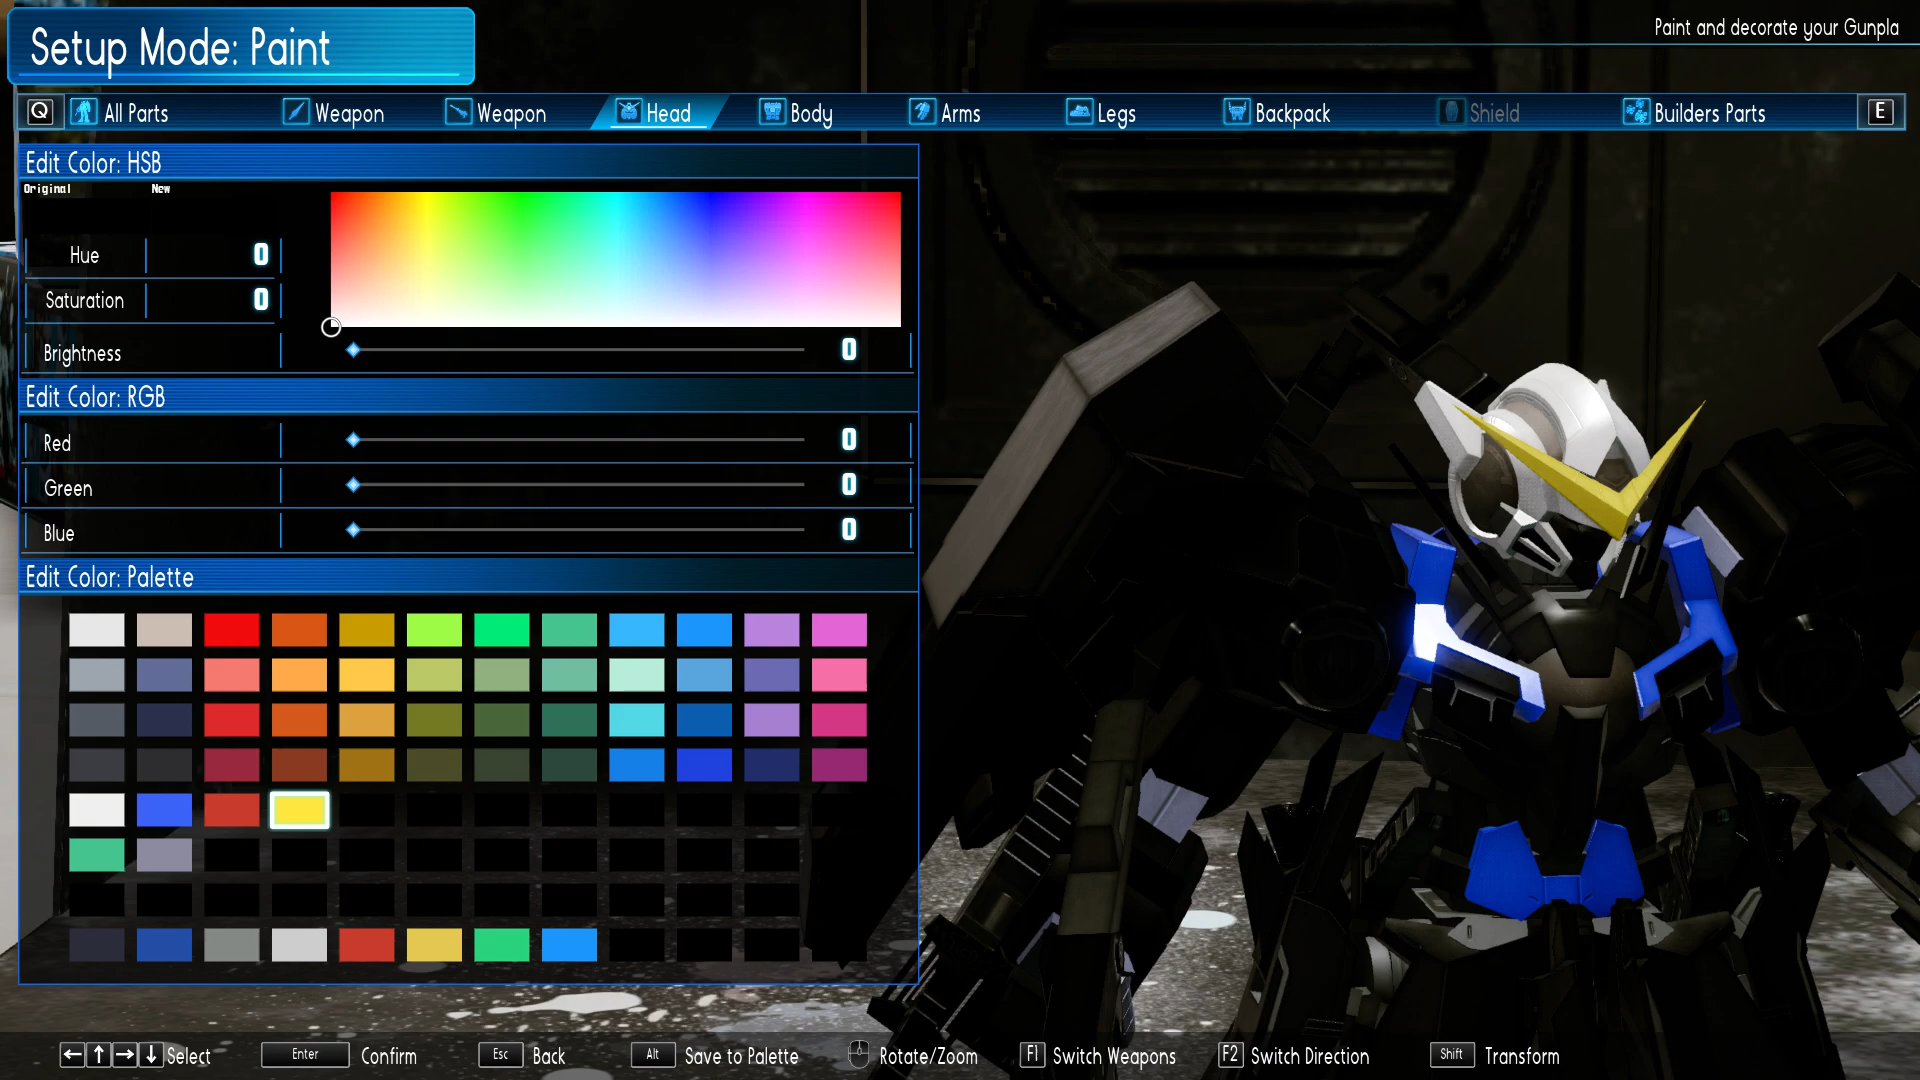 Setup Mode: Paint
Paint and decorate your Gunpla
Q All Parts Weapon Weapon Head Body Arms Legs Backpack Shield Builders Parts E
Edit Color: HSB
Original New
Hue 0
Saturation 0
Brightness 0
Edit Color: RGB
Red 0
Green 0
Blue 0
Edit Color: Palette
←↑→↓ Select Enter Confirm Esc Back Alt Save to Palette Rotate/Zoom F1 Switch Weapons F2 Switch Direction Shift Transform